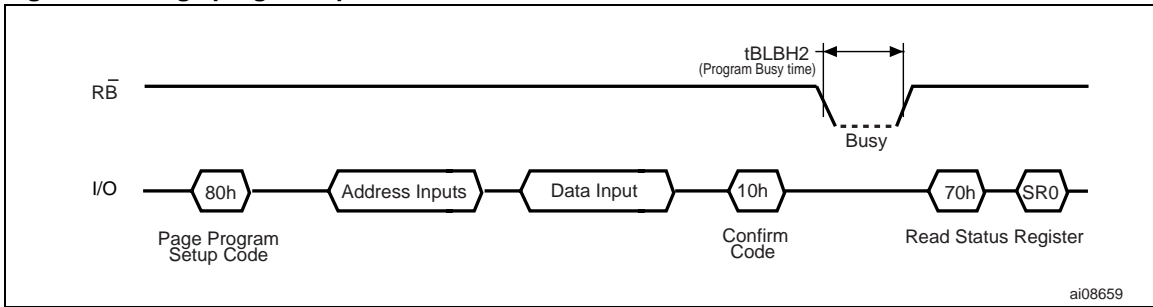 tBLBH2
(Program Busy time)
RB̅
Busy
I/O
80h
Address Inputs
Data Input
10h
70h
SR0
Page Program
Setup Code
Confirm
Code
Read Status Register
ai08659